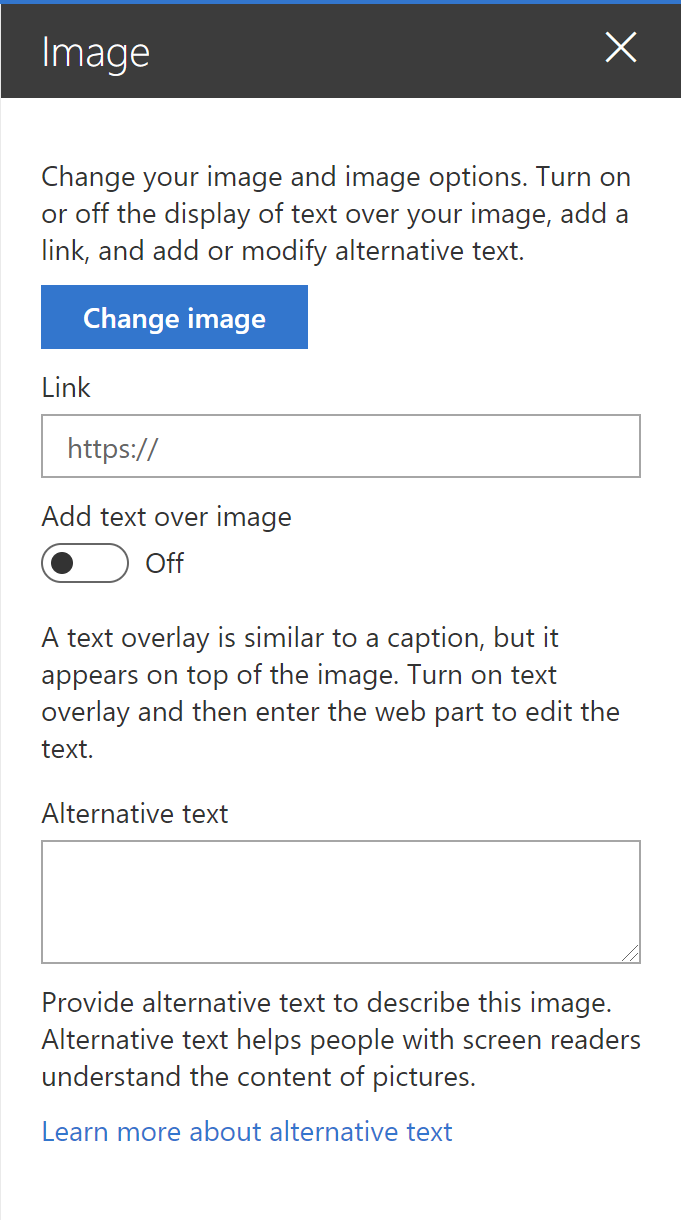 Image
Change your image and image options. Turn on
or off the display of text over your image, add a
link, and add or modify alternative text.
Change image
Link
https://
Add text over image
Off
A text overlay is similar to a caption, but it
appears on top of the image. Turn on text
overlay and then enter the web part to edit the
text.
Alternative text
Provide alternative text to describe this image.
Alternative text helps people with screen readers
understand the content of pictures.
Learn more about alternative text